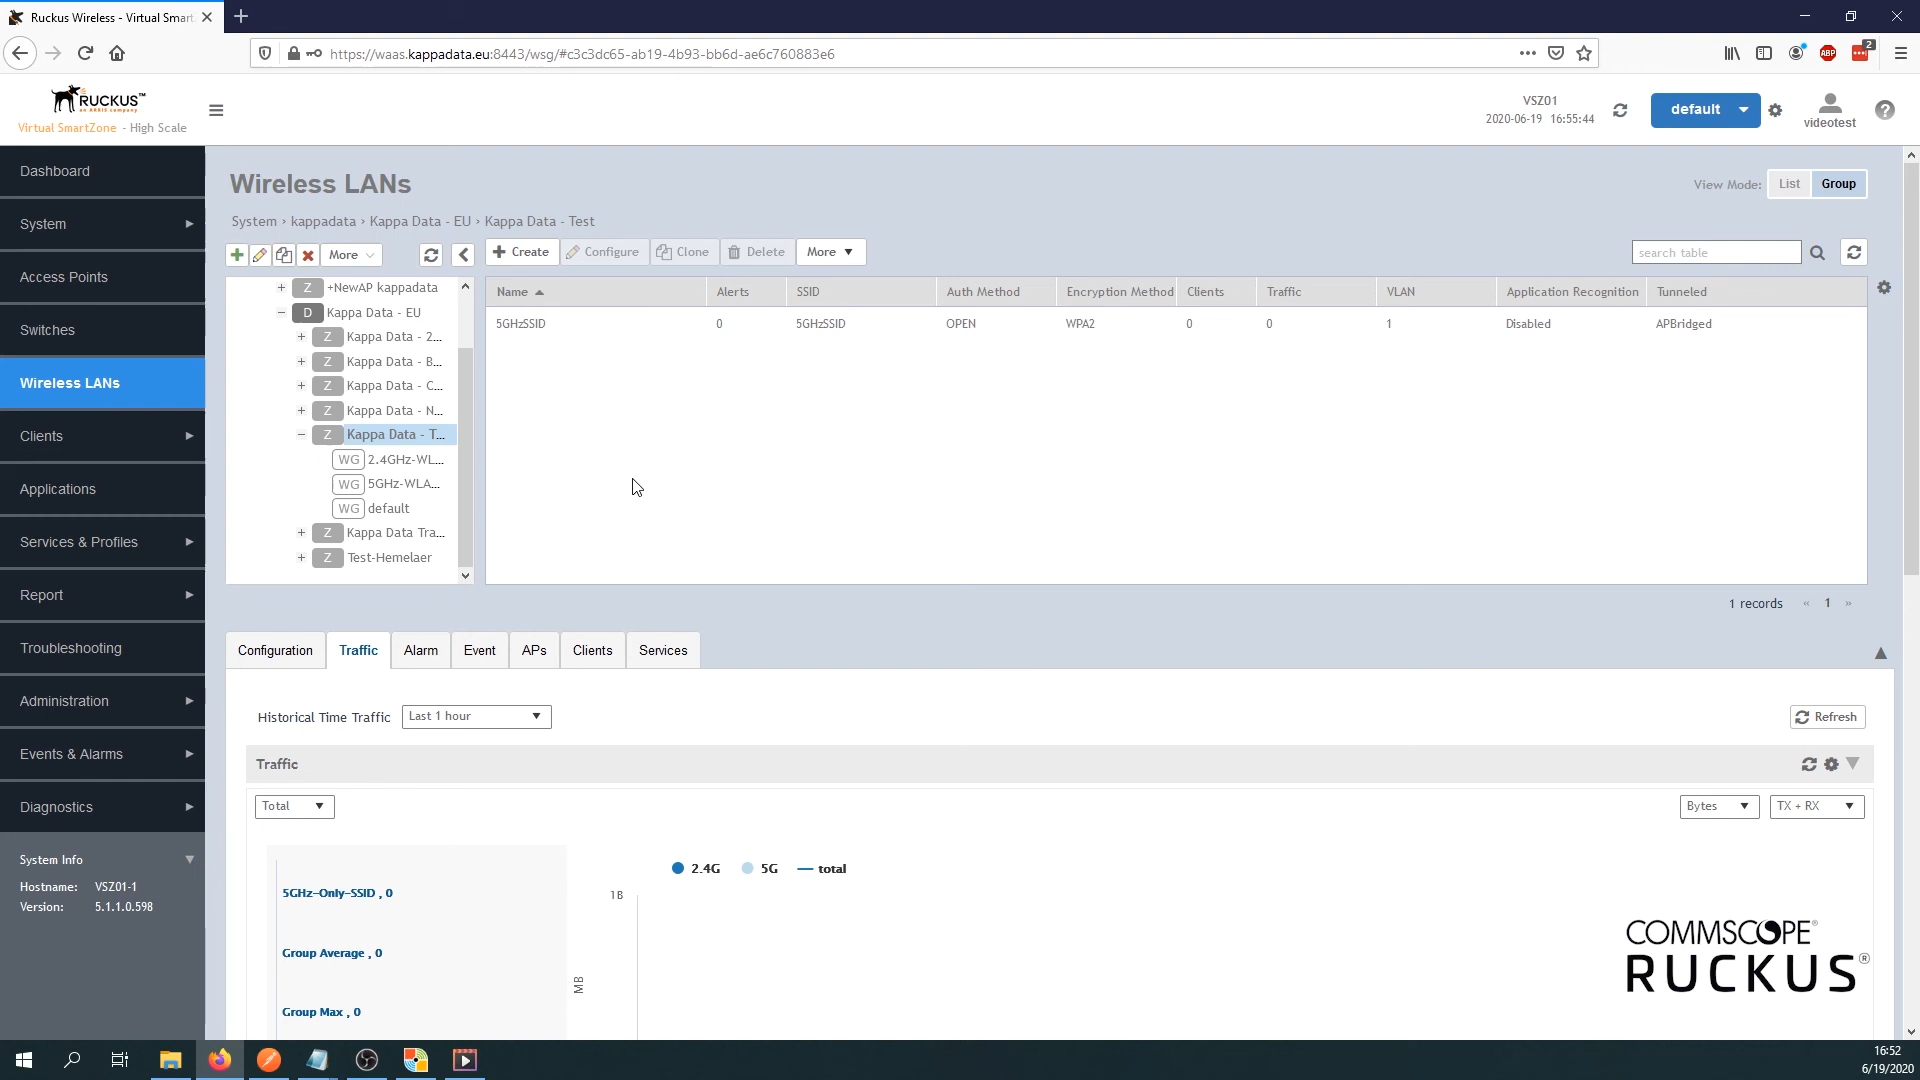 Ruckus Wireless - Virtual Smart
https://waas.kappadata.eu:8443/wsg/#c3c3dc65-ab19-4b93-bb6d-ae6c760883e6
ABP
2
RUCKUS™
an ARRIS company
Virtual SmartZone - High Scale
VSZ01
2020-06-19 16:55:44
default
videotest
Dashboard
System
Access Points
Switches
Wireless LANs
Clients
Applications
Services & Profiles
Report
Troubleshooting
Administration
Events & Alarms
Diagnostics
System Info
Hostname: VSZ01-1
Version: 5.1.1.0.598
Wireless LANs
View Mode: List Group
System › kappadata › Kappa Data - EU › Kappa Data - Test
More
+ Create Configure Clone Delete More
search table
+ Z +NewAP kappadata
− D Kappa Data - EU
+ Z Kappa Data - 2...
+ Z Kappa Data - B...
+ Z Kappa Data - C...
+ Z Kappa Data - N...
− Z Kappa Data - T...
WG 2.4GHz-WL...
WG 5GHz-WLA...
WG default
+ Z Kappa Data Tra...
+ Z Test-Hemelaer
Name Alerts SSID Auth Method Encryption Method Clients Traffic VLAN Application Recognition Tunneled
5GHzSSID 0 5GHzSSID OPEN WPA2 0 0 1 Disabled APBridged
1 records « 1 »
Configuration Traffic Alarm Event APs Clients Services
Historical Time Traffic Last 1 hour
Refresh
Traffic
Total
Bytes TX + RX
2.4G 5G total
5GHz-Only-SSID , 0
Group Average , 0
Group Max , 0
1B
MB
COMMSCOPE®
RUCKUS®
16:52
6/19/2020